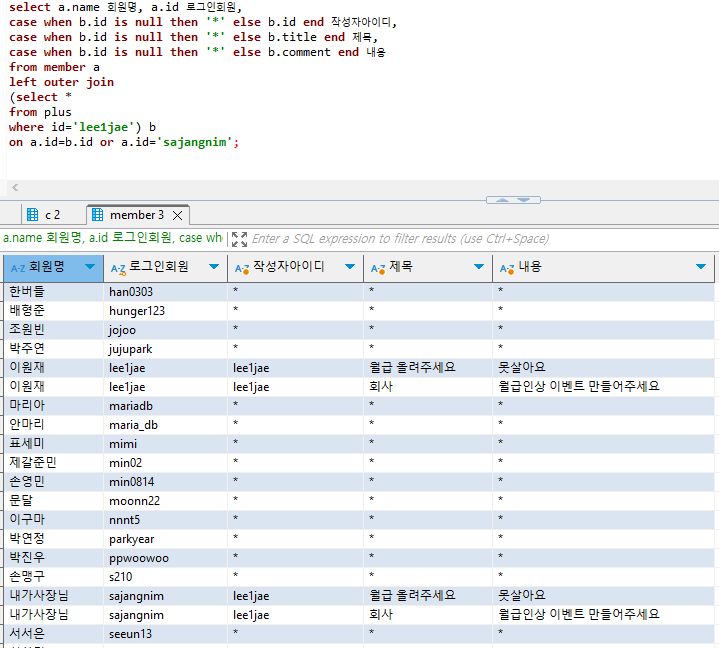 select a.name 회원명, a.id 로그인회원,
case when b.id is null then '*' else b.id end 작성자아이디,
case when b.id is null then '*' else b.title end 제목,
case when b.id is null then '*' else b.comment end 내용
from member a
left outer join
(select *
from plus
where id='lee1jae') b
on a.id=b.id or a.id='sajangnim';
c 2 member 3
a.name 회원명, a.id 로그인회원, case whe Enter a SQL expression to filter results (use Ctrl+Space)
A-Z 회원명 A-Z 로그인회원 A-Z 작성자아이디 A-Z 제목 A-Z 내용
한버들 han0303 * * *
배형준 hunger123 * * *
조원빈 jojoo * * *
박주연 jujupark * * *
이원재 lee1jae lee1jae 월급 올려주세요 못살아요
이원재 lee1jae lee1jae 회사 월급인상 이벤트 만들어주세요
마리아 mariadb * * *
안마리 maria_db * * *
표세미 mimi * * *
제갈준민 min02 * * *
손영민 min0814 * * *
문달 moonn22 * * *
이구마 nnnt5 * * *
박연정 parkyear * * *
박진우 ppwoowoo * * *
손맹구 s210 * * *
내가사장님 sajangnim lee1jae 월급 올려주세요 못살아요
내가사장님 sajangnim lee1jae 회사 월급인상 이벤트 만들어주세요
서서은 seeun13 * * *